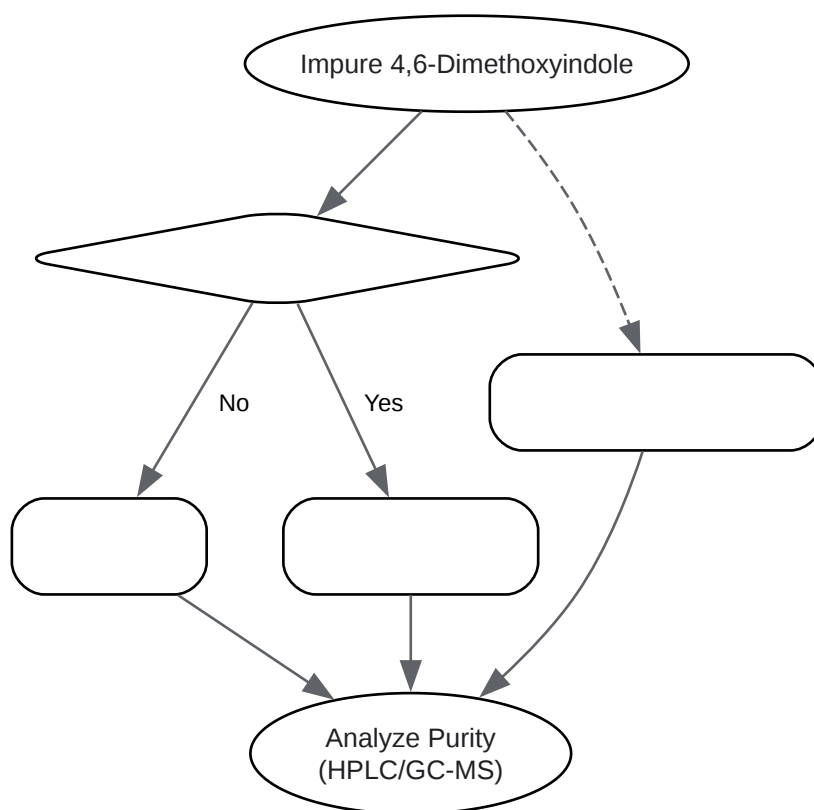 Impure 4,6-Dimethoxyindole
No
Yes
Analyze Purity
(HPLC/GC-MS)